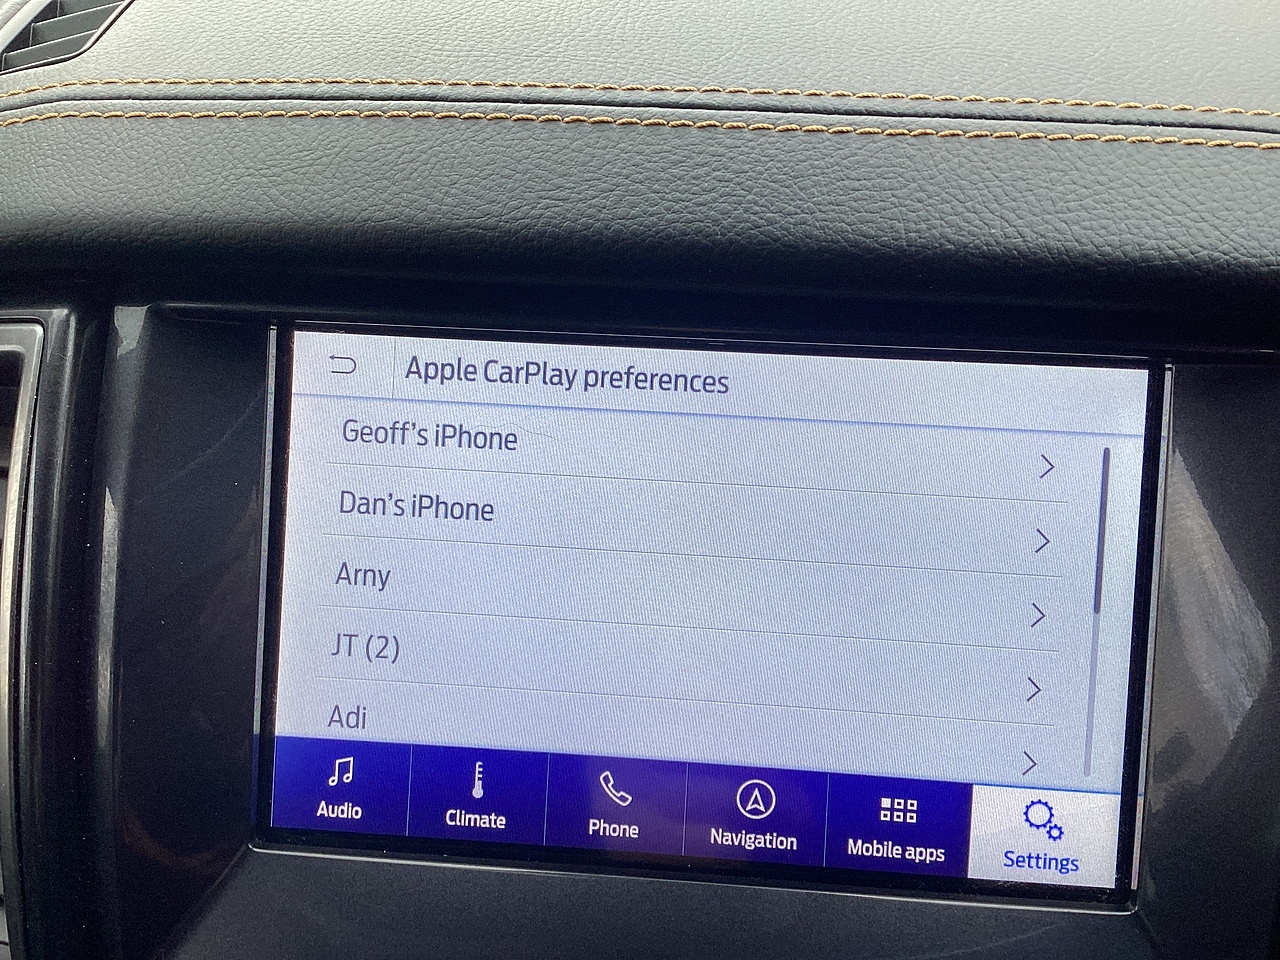 Apple CarPlay preferences
Geoff's iPhone
Dan's iPhone
Arny
JT (2)
Adi
Audio
Climate
Phone
Navigation
Mobile apps
Settings